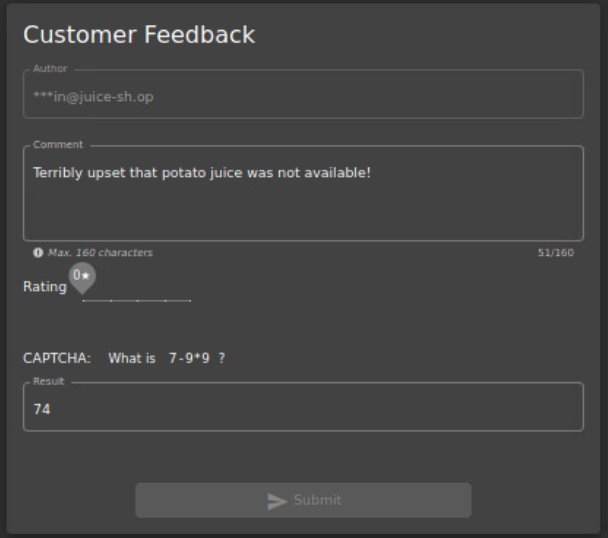 Customer Feedback
Author
***in@juice-sh.op
Comment
Terribly upset that potato juice was not available!
Max. 160 characters 51/160
0★
Rating
CAPTCHA: What is 7-9*9 ?
Result
74
Submit